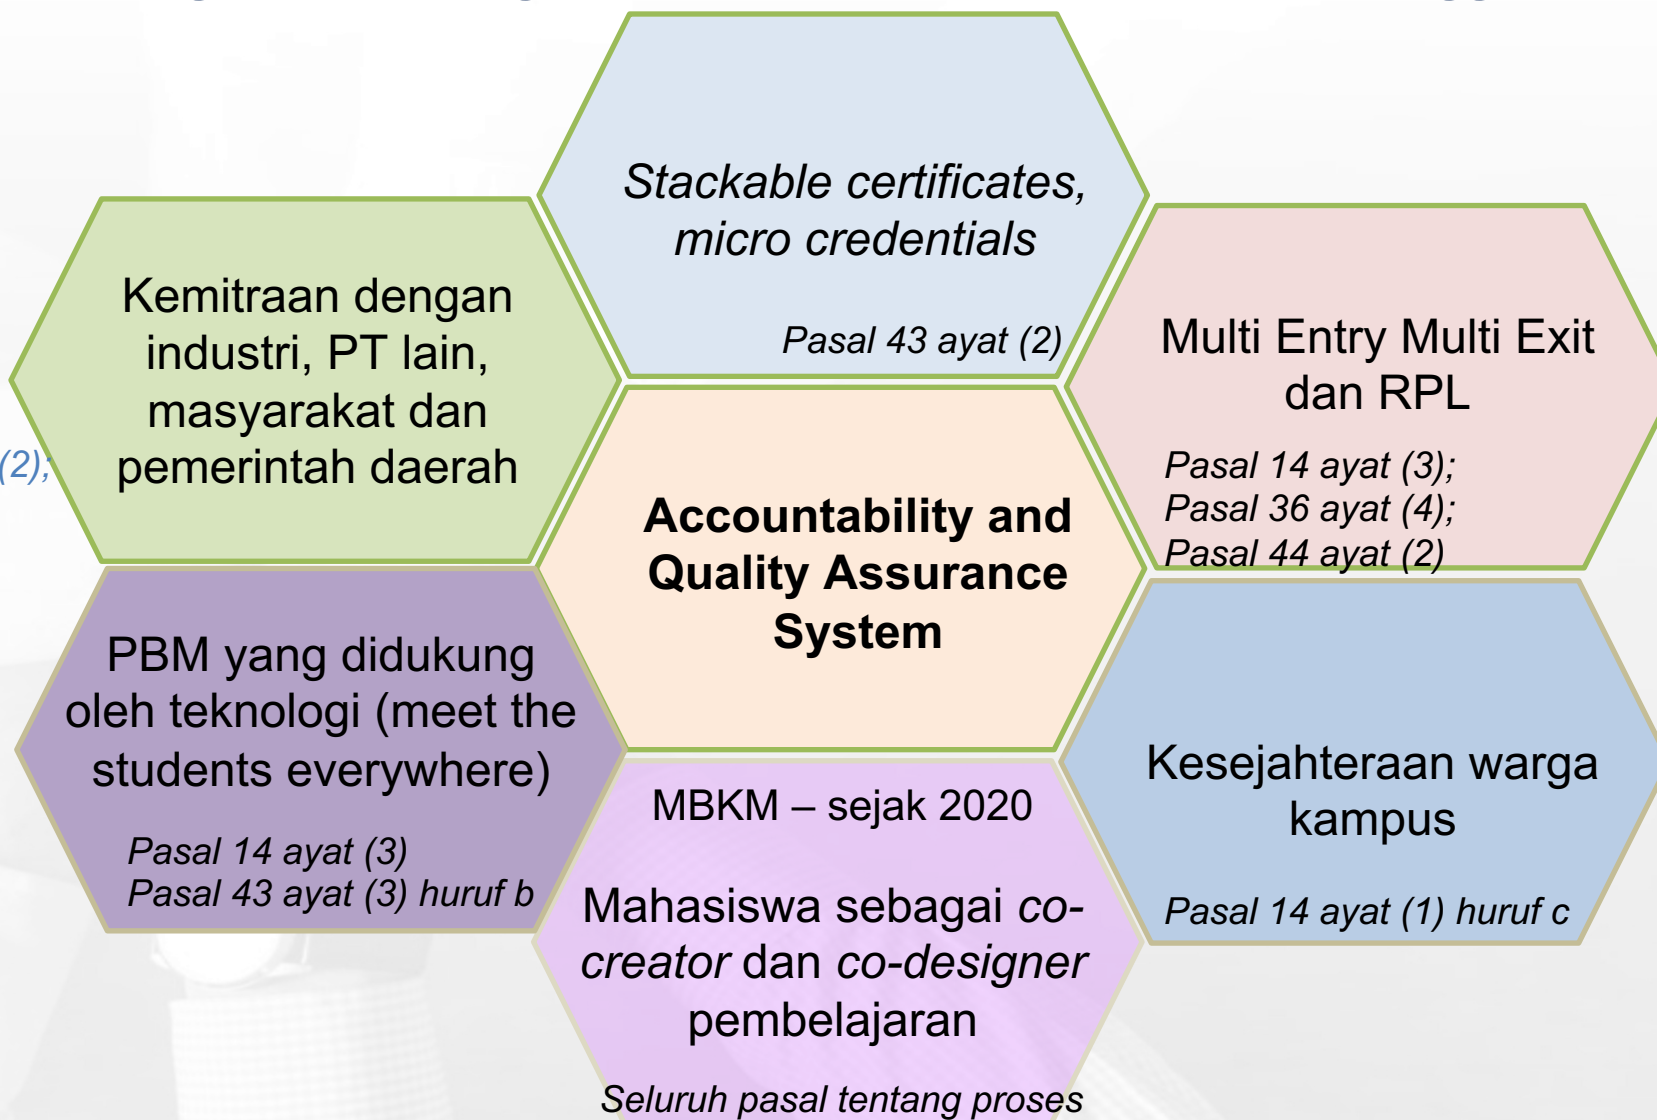 Stackable certificates,
micro credentials
Pasal 43 ayat (2)
Kemitraan dengan
industri, PT lain,
masyarakat dan
pemerintah daerah
(2);
Multi Entry Multi Exit
dan RPL
Pasal 14 ayat (3);
Pasal 36 ayat (4);
Pasal 44 ayat (2)
Accountability and
Quality Assurance
System
PBM yang didukung
oleh teknologi (meet the
students everywhere)
Pasal 14 ayat (3)
Pasal 43 ayat (3) huruf b
Kesejahteraan warga
kampus
Pasal 14 ayat (1) huruf c
MBKM – sejak 2020
Mahasiswa sebagai co-
creator dan co-designer
pembelajaran
Seluruh pasal tentang proses